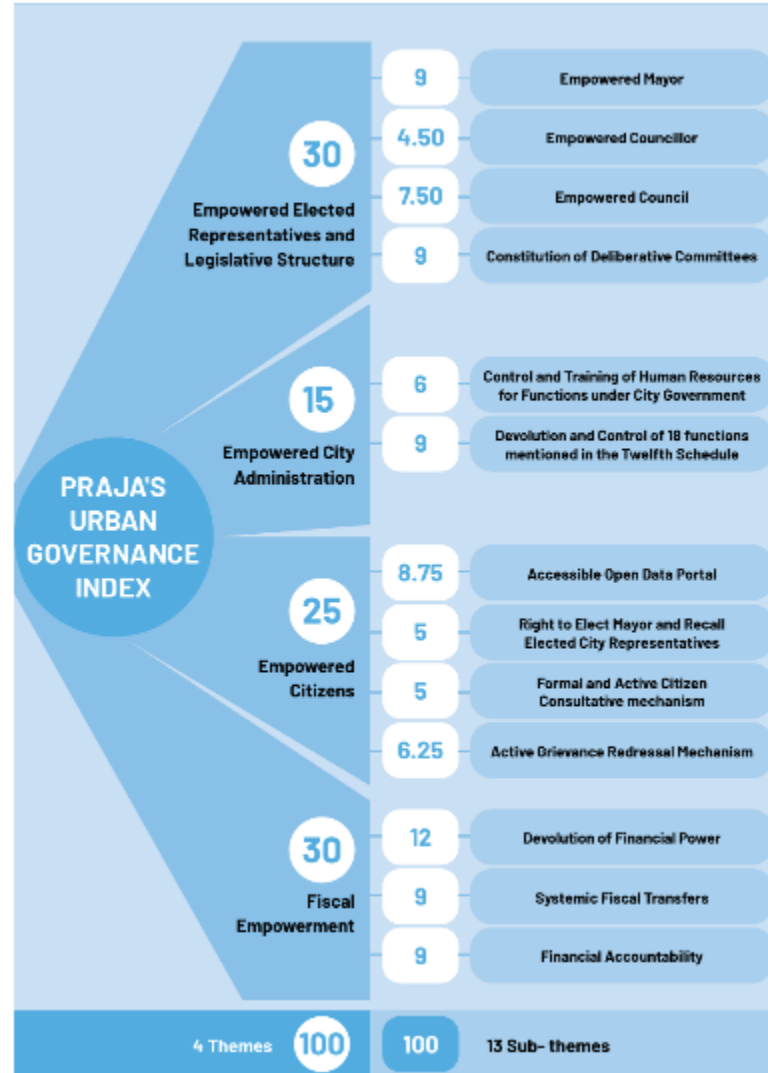 PRAJA'S
URBAN
GOVERNANCE
INDEX
30
Empowered Elected
Representatives and
Legislative Structure
9
Empowered Mayor
4.50
Empowered Councillor
7.50
Empowered Council
9
Constitution of Deliberative Committees
15
Empowered City
Administration
6
Control and Training of Human Resources
for Functions under City Government
9
Devolution and Control of 18 functions
mentioned in the Twelfth Schedule
25
Empowered
Citizens
8.75
Accessible Open Data Portal
5
Right to Elect Mayor and Recall
Elected City Representatives
5
Formal and Active Citizen
Consultative mechanism
6.25
Active Grievance Redressal Mechanism
30
Fiscal
Empowerment
12
Devolution of Financial Power
9
Systemic Fiscal Transfers
9
Financial Accountability
4 Themes
100
100
13 Sub- themes